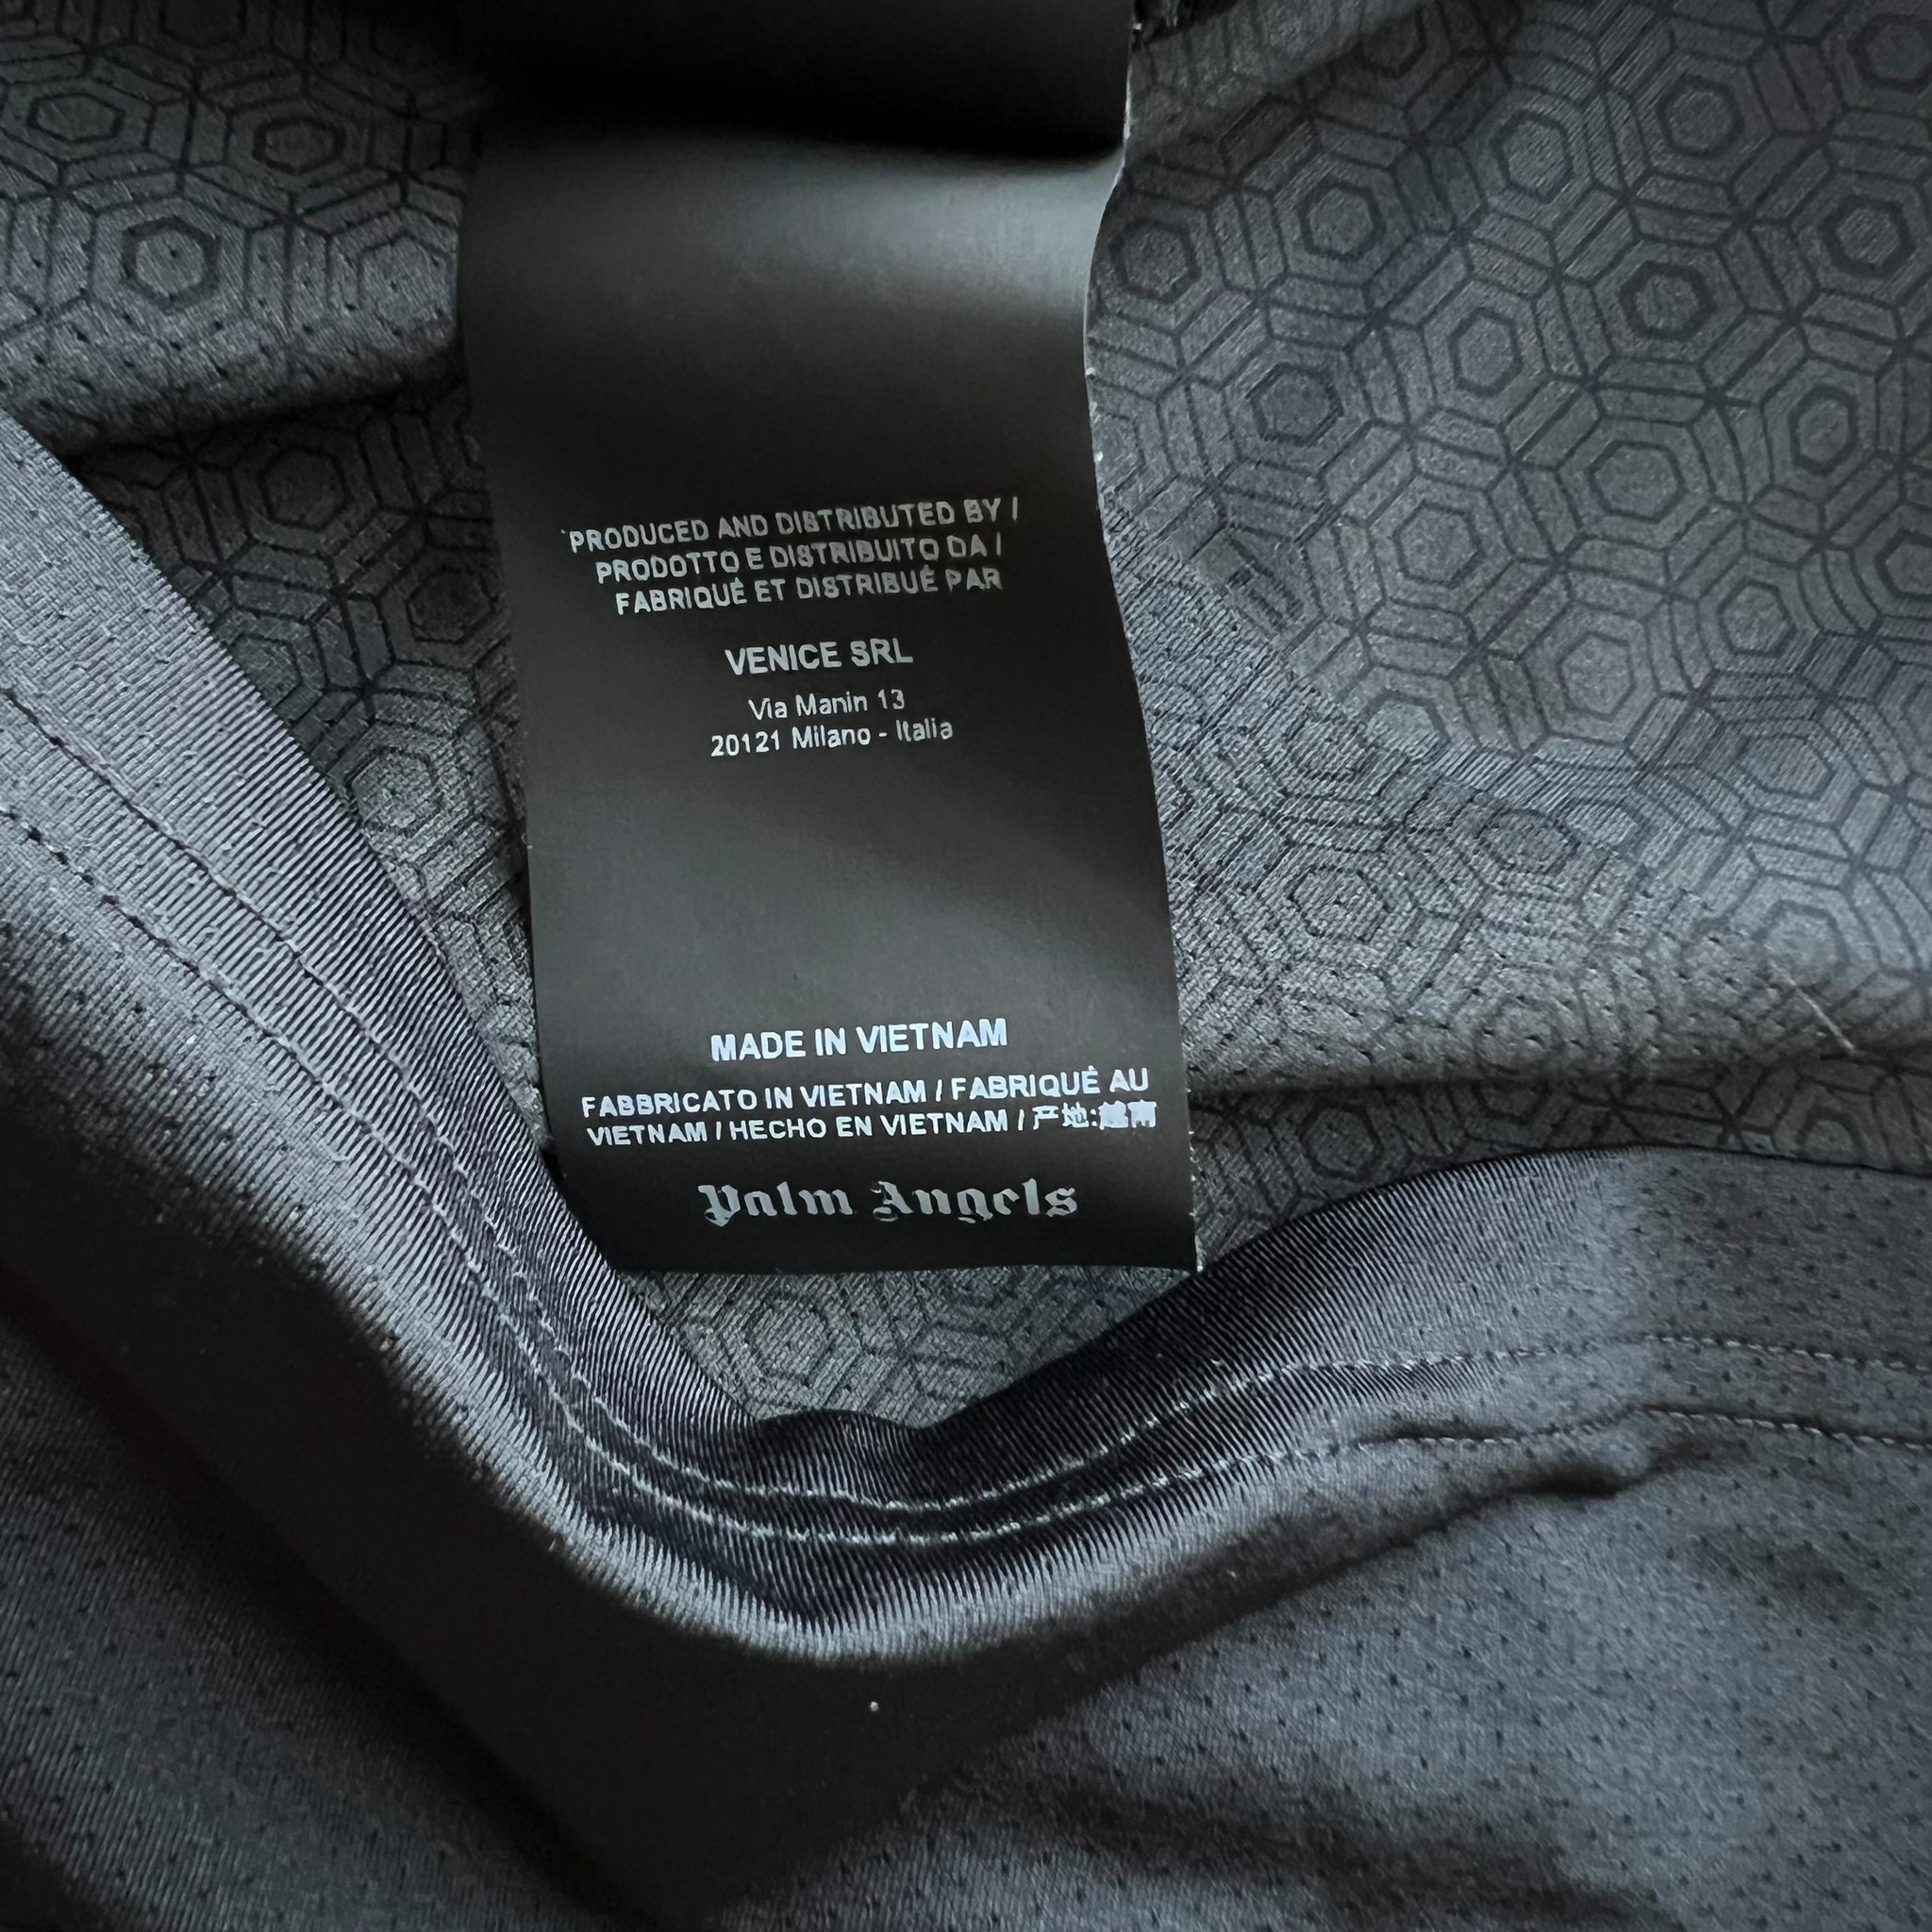 PRODUCED AND DISTRIBUTED BY /
PRODOTTO E DISTRIBUITO DA /
FABRIQUÉ ET DISTRIBUÉ PAR
VENICE SRL
Via Manin 13
20121 Milano - Italia
MADE IN VIETNAM
FABBRICATO IN VIETNAM / FABRIQUÉ AU
VIETNAM / HECHO EN VIETNAM / 产地:越南
Palm Angels